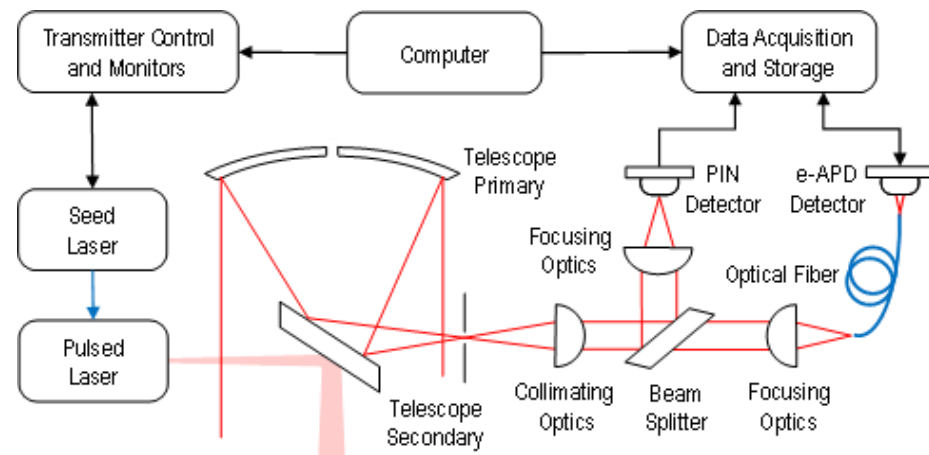 Transmitter Control
and Monitors
Computer
Data Acquisition
and Storage
Telescope
Primary
PIN
Detector
e-APD
Detector
Seed
Laser
Focusing
Optics
Optical Fiber
Pulsed
Laser
Telescope
Secondary
Collimating
Optics
Beam
Splitter
Focusing
Optics